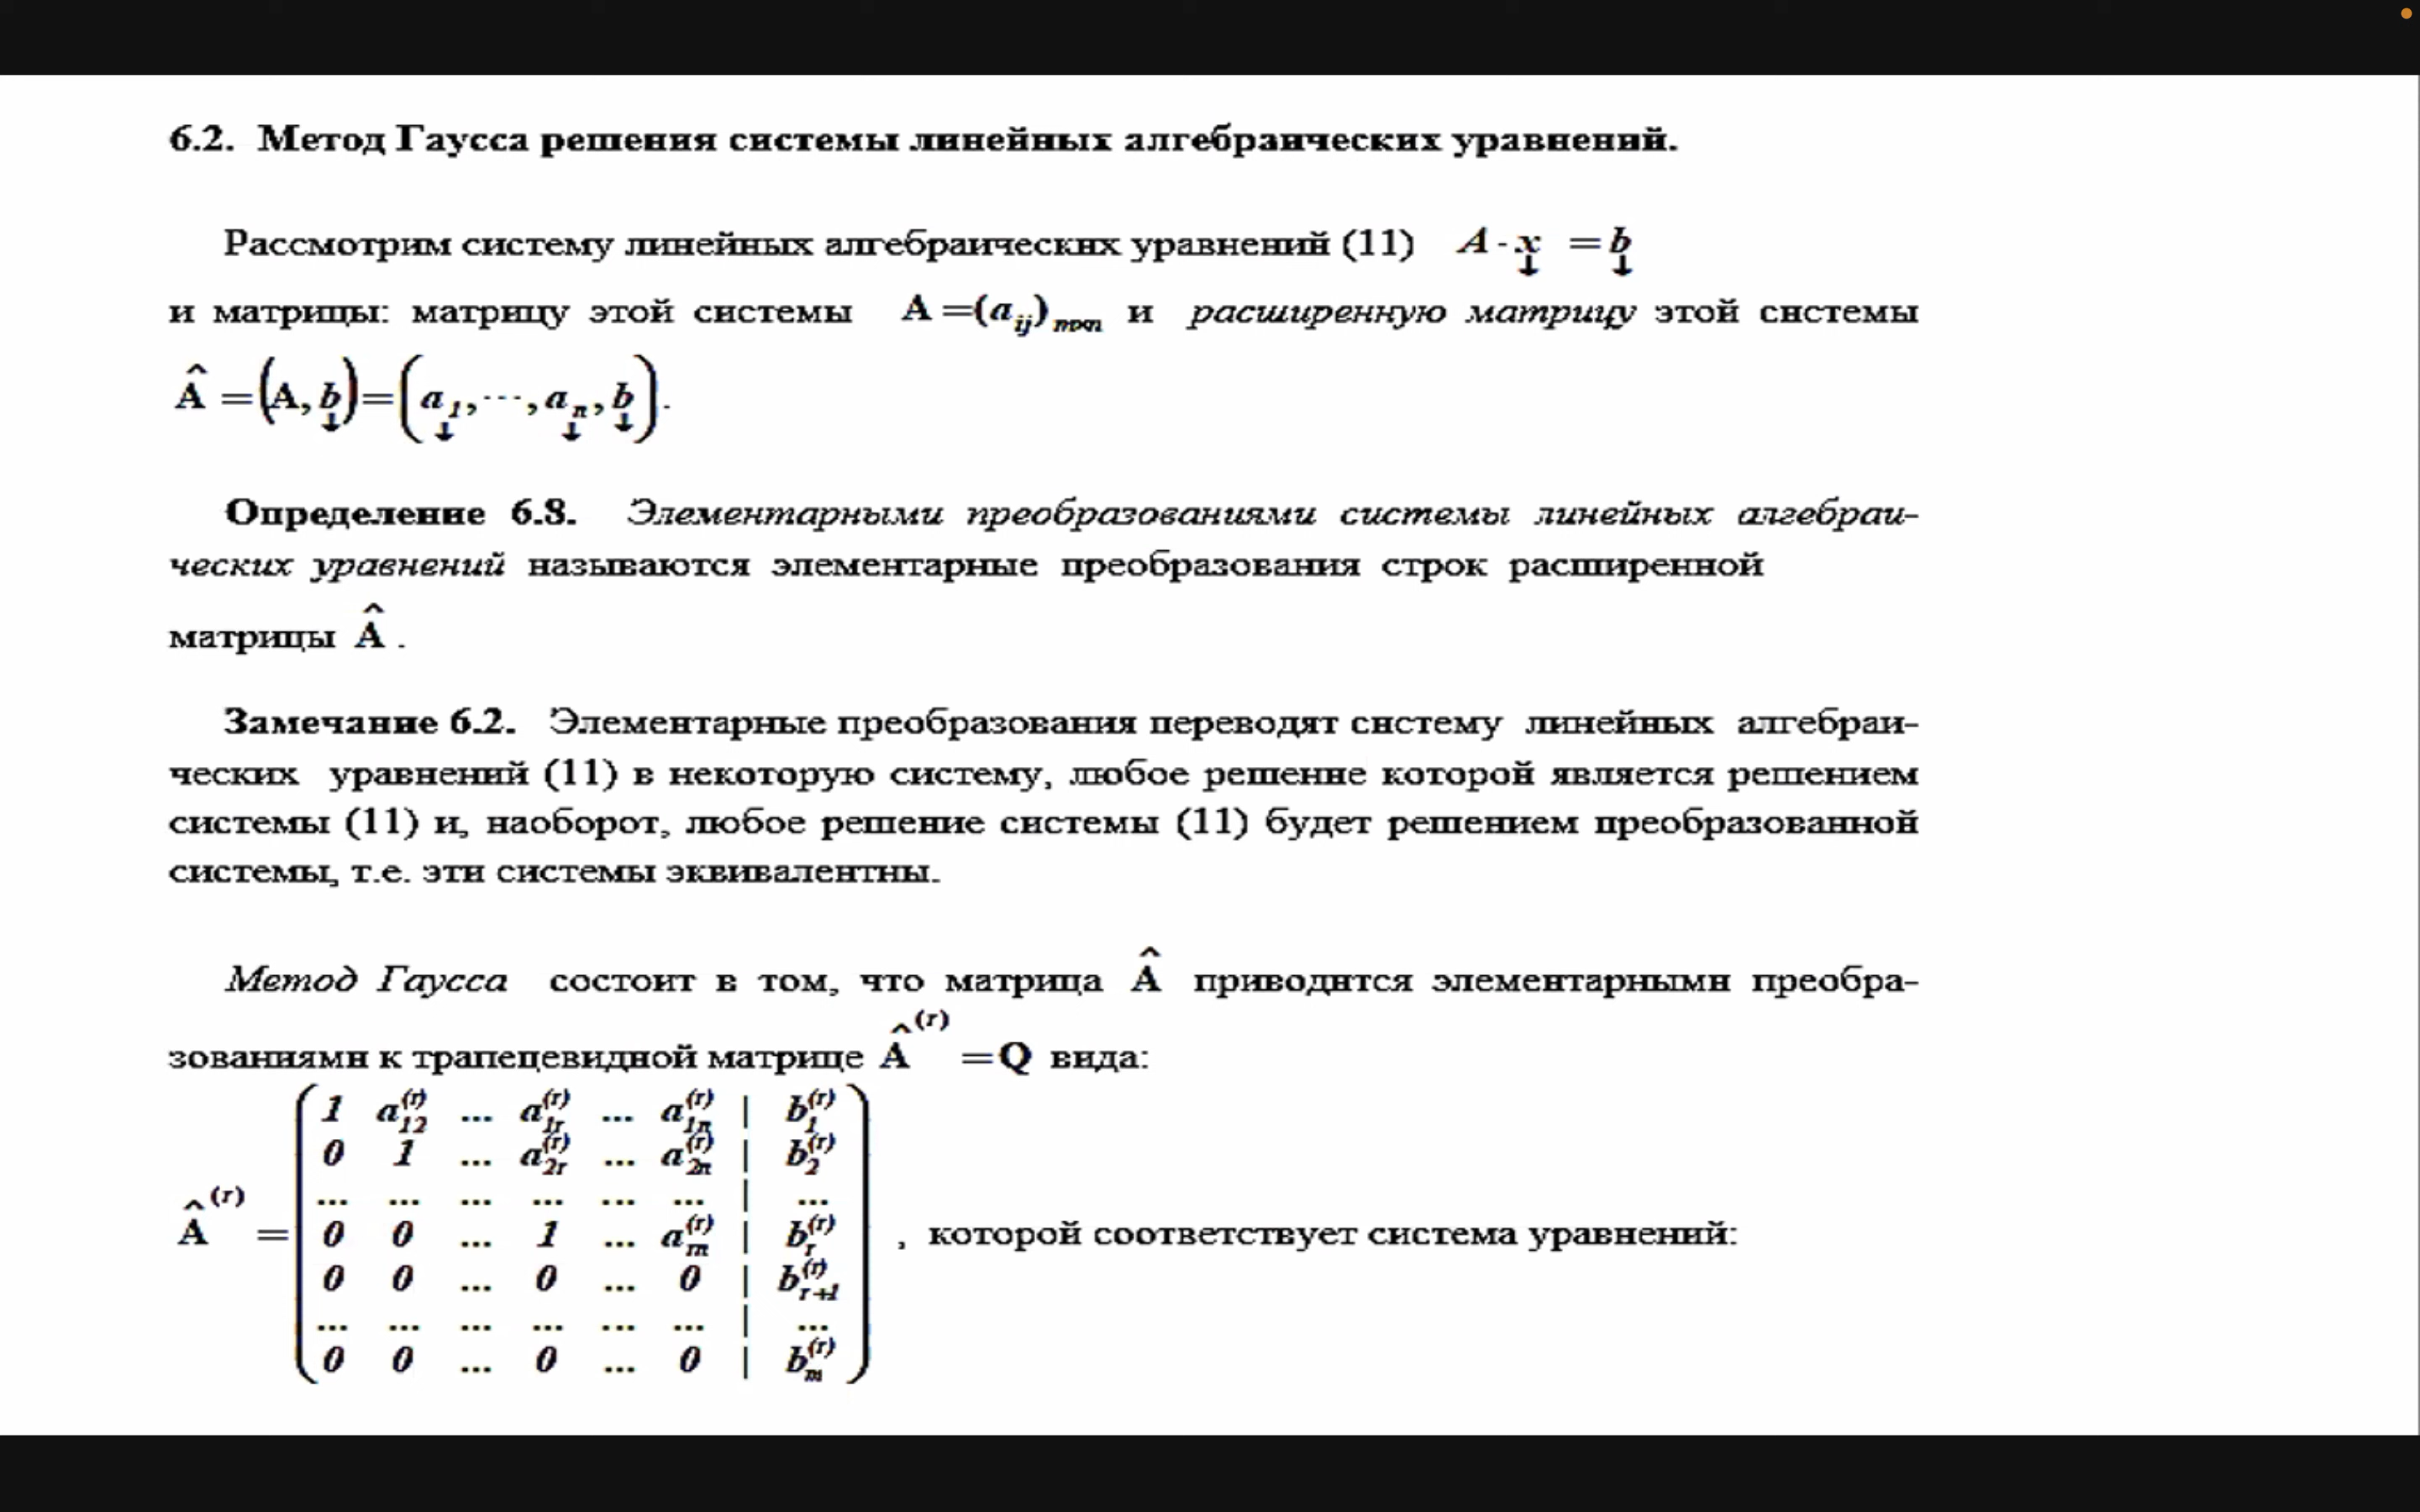 6.2. Метод Гаусса решения системы линейных алгебраических уравнений.
Рассмотрим систему линейных алгебраических уравнений (11) A · x↓ = b↓
и матрицы: матрицу этой системы A = (a_ij)_mxn и расширенную матрицу этой системы
Â = (A, b↓) = (a_1↓, ···, a_n↓, b↓).
Определение 6.8. Элементарными преобразованиями системы линейных алгебраи-
ческих уравнений называются элементарные преобразования строк расширенной
матрицы Â .
Замечание 6.2. Элементарные преобразования переводят систему линейных алгебраи-
ческих уравнений (11) в некоторую систему, любое решение которой является решением
системы (11) и, наоборот, любое решение системы (11) будет решением преобразованной
системы, т.е. эти системы эквивалентны.
Метод Гаусса состоит в том, что матрица Â приводится элементарными преобра-
зованиями к трапецевидной матрице Â^(r) = Q вида:
1 a_12^(r) ... a_1r^(r) ... a_1n^(r) | b_1^(r)
0 1 ... a_2r^(r) ... a_2n^(r) | b_2^(r)
... ... ... ... ... ... | ...
Â^(r) = 0 0 ... 1 ... a_rn^(r) | b_r^(r) , которой соответствует система уравнений:
0 0 ... 0 ... 0 | b_r+1^(r)
... ... ... ... ... ... | ...
0 0 ... 0 ... 0 | b_m^(r)